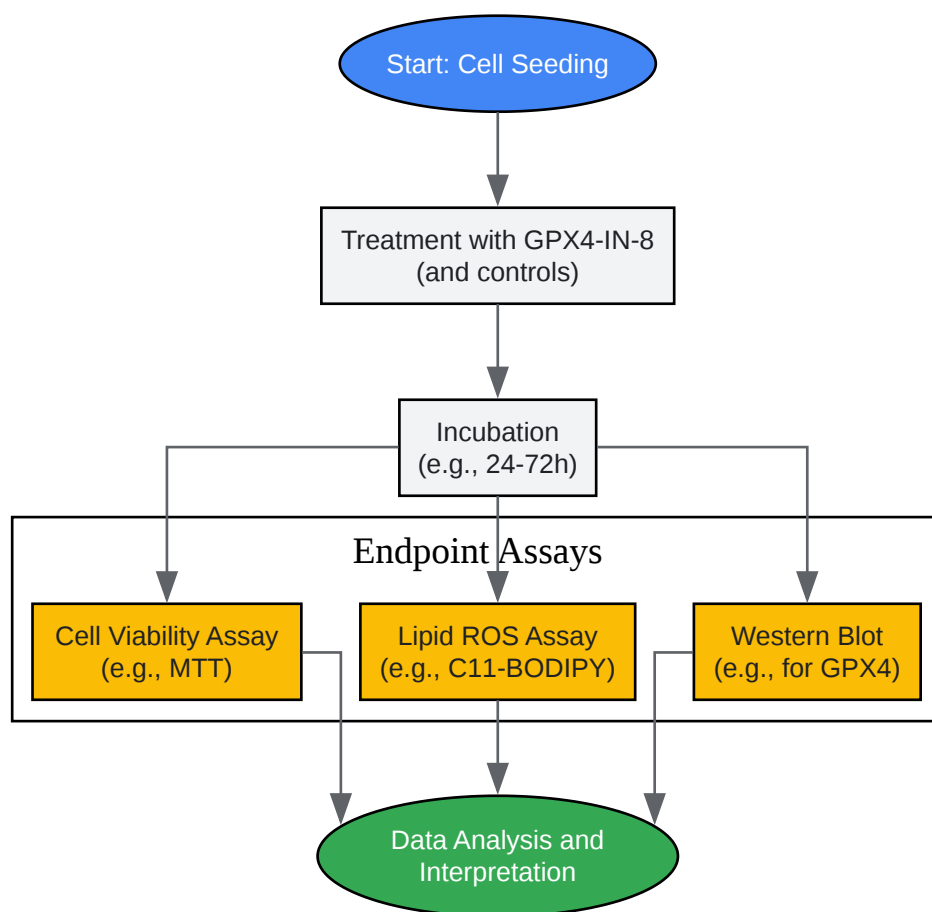 Start: Cell Seeding
Treatment with GPX4-IN-8
(and controls)
Incubation
(e.g., 24-72h)
Endpoint Assays
Cell Viability Assay
(e.g., MTT)
Lipid ROS Assay
(e.g., C11-BODIPY)
Western Blot
(e.g., for GPX4)
Data Analysis and
Interpretation